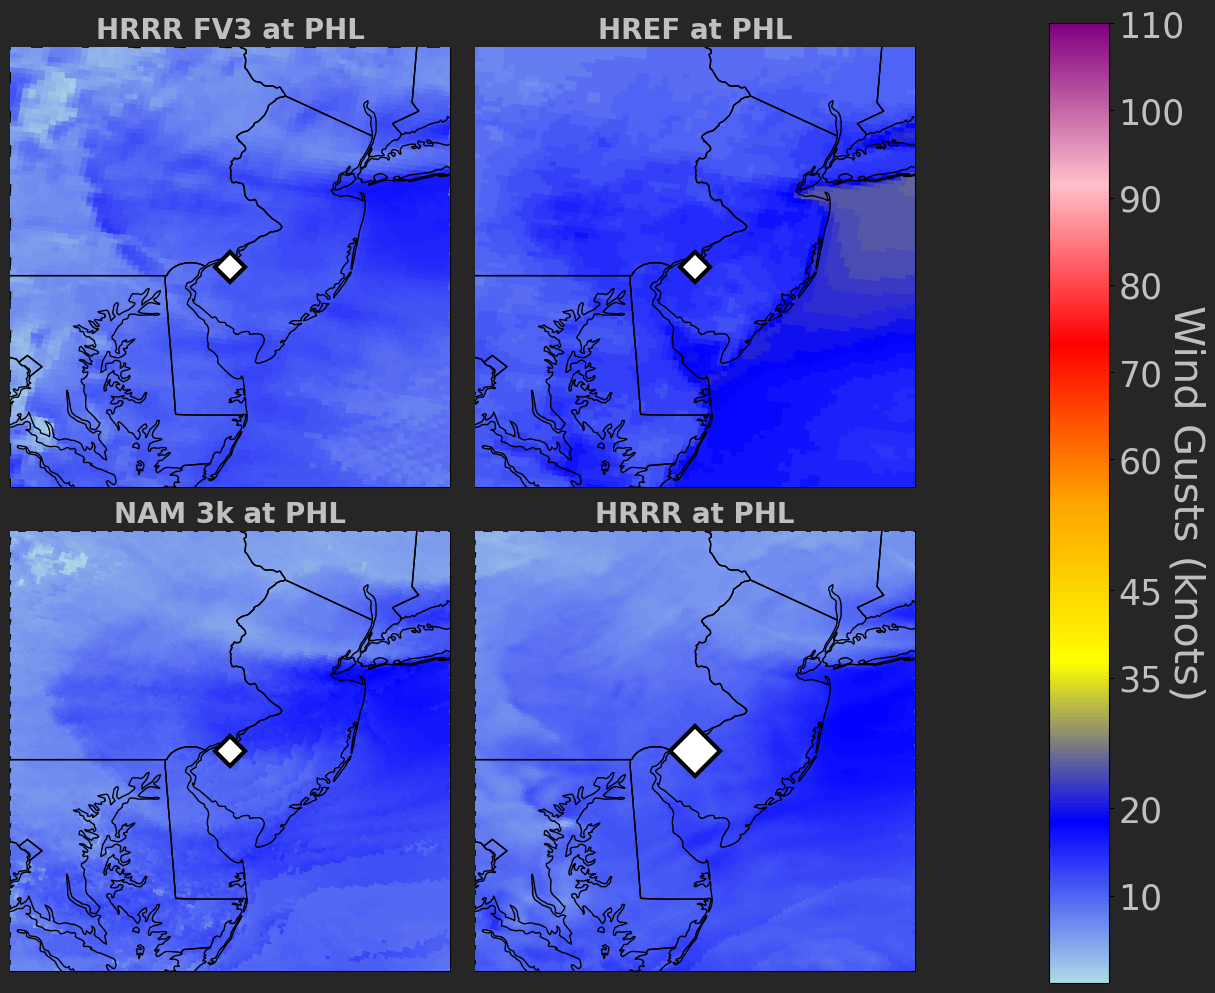 HRRR FV3 at PHL
HREF at PHL
NAM 3k at PHL
HRRR at PHL
110
100
90
80
70
60
45
35
20
10
Wind Gusts (knots)